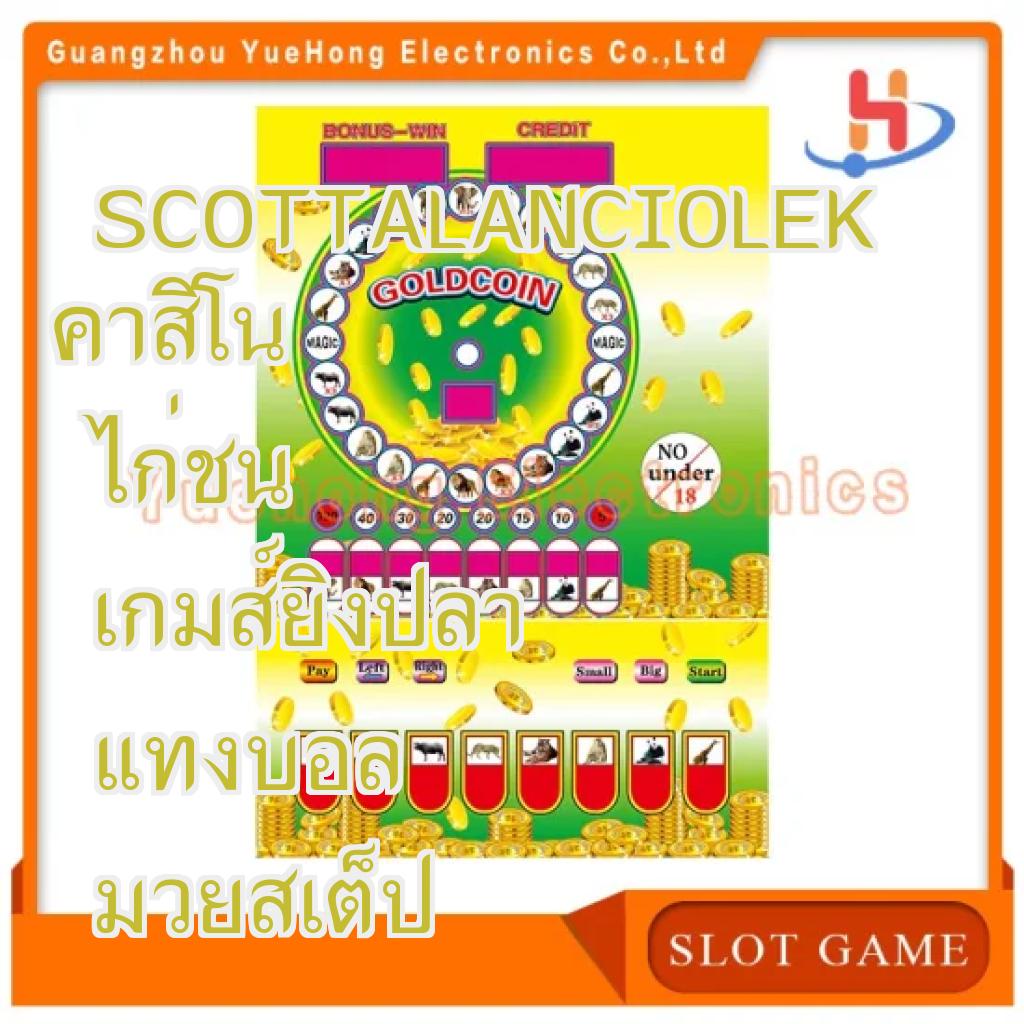 Guangzhou YueHong Electronics Co.,Ltd
BONUS-WIN CREDIT
SCOTTALANCIOLEK
GOLDCOIN
คาสิโน
MAGIC MAGIC
ไก่ชน
NO
under
18
Yuehong electronics
40 30 20 20 15 10 5
เกมส์ยิงปลา
Pay Left Right Small Big Start
แทงบอล
มวยสเต็ป
SLOT GAME